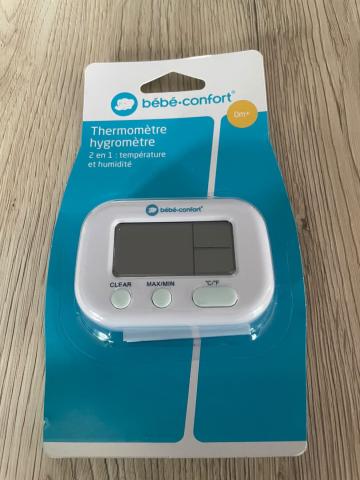 bébé·confort®
0m+
Thermomètre
hygromètre
2 en 1 : température
et humidité
bébé·confort®
CLEAR MAX/MIN °C/°F